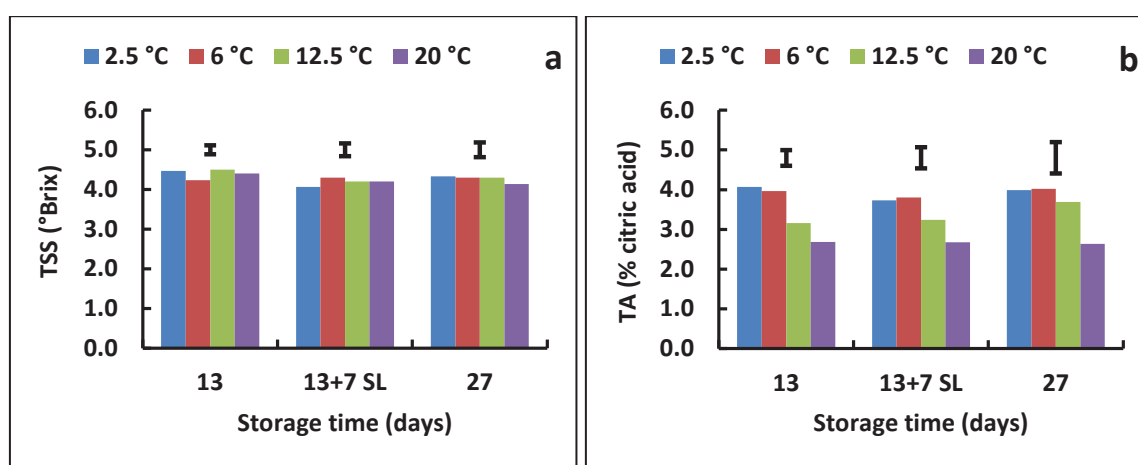 2.5 °C 6 °C 12.5 °C 20 °C a
6.0
5.0
4.0
3.0
2.0
1.0
0.0
TSS (°Brix)
13 13+7 SL 27
Storage time (days)
2.5 °C 6 °C 12.5 °C 20 °C b
6.0
5.0
4.0
3.0
2.0
1.0
0.0
TA (% citric acid)
13 13+7 SL 27
Storage time (days)